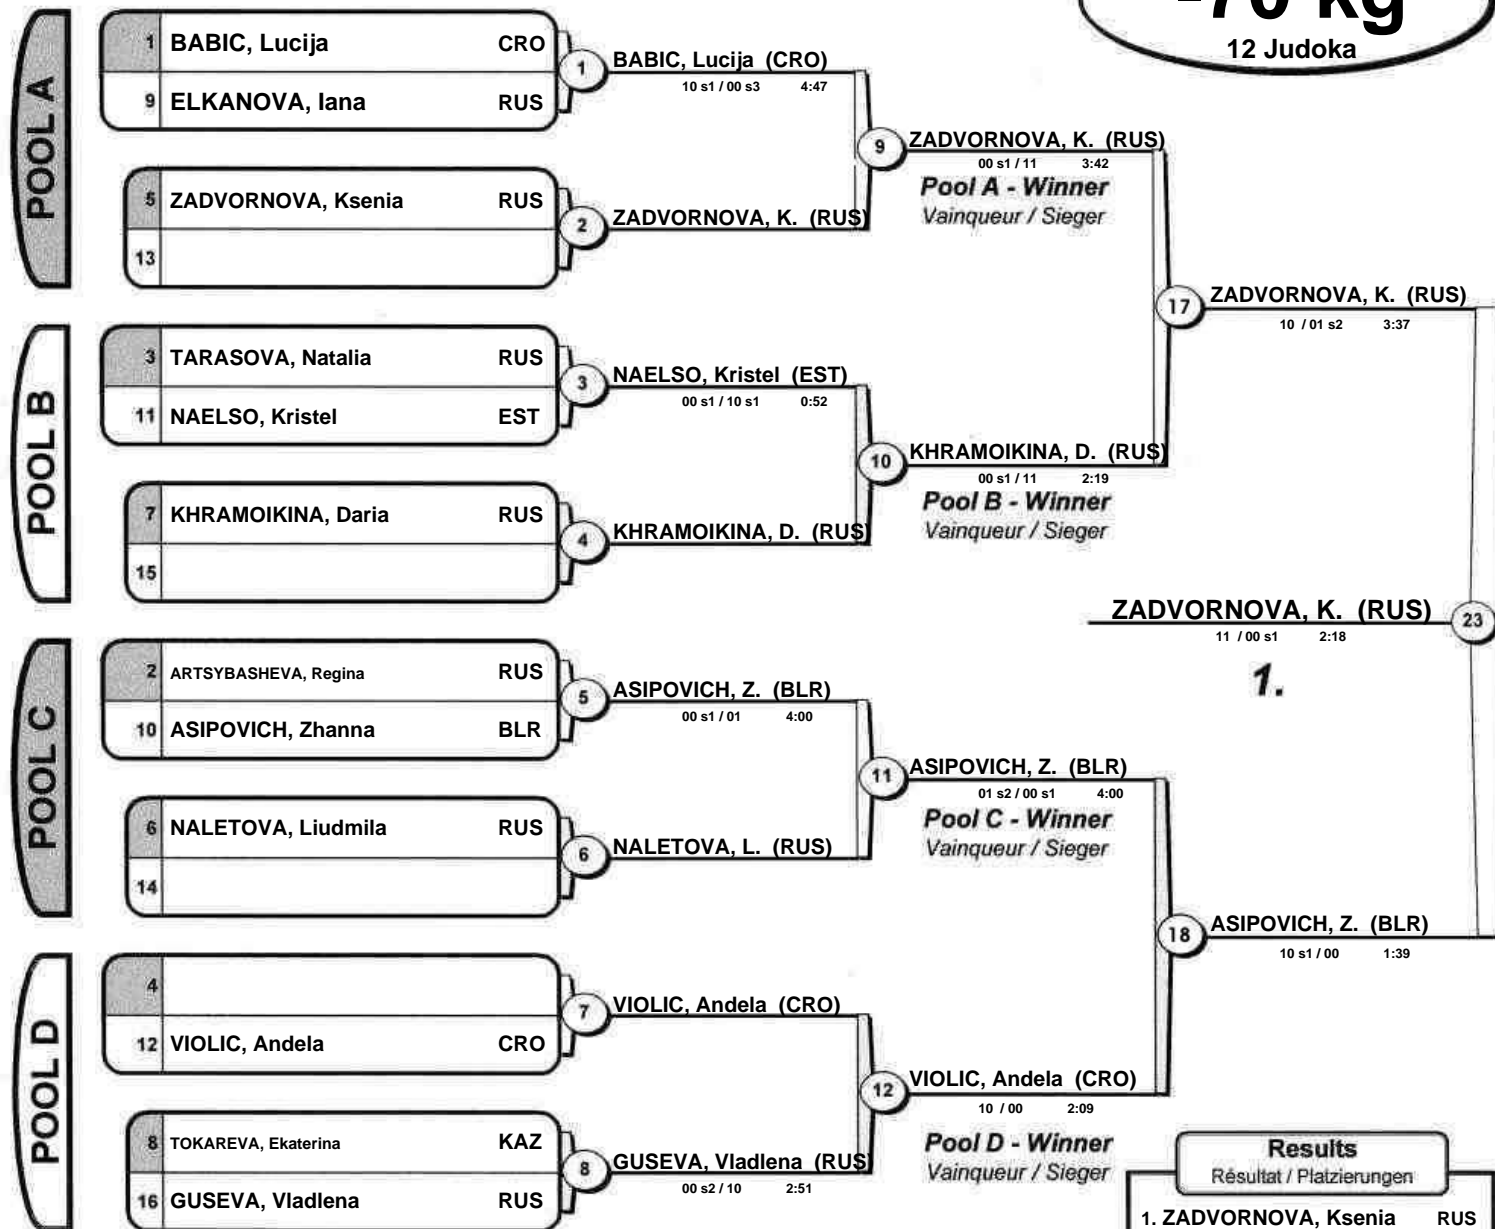 -70 kg
12 Judoka
POOL A
1 BABIC, Lucija CRO
9 ELKANOVA, Iana RUS
1
BABIC, Lucija (CRO)
10 s1 / 00 s3 4:47
5 ZADVORNOVA, Ksenia RUS
13
2
ZADVORNOVA, K. (RUS)
9
ZADVORNOVA, K. (RUS)
00 s1 / 11 3:42
Pool A - Winner
Vainqueur / Sieger
POOL B
3 TARASOVA, Natalia RUS
11 NAELSO, Kristel EST
3
NAELSO, Kristel (EST)
00 s1 / 10 s1 0:52
7 KHRAMOIKINA, Daria RUS
15
4
KHRAMOIKINA, D. (RUS)
10
KHRAMOIKINA, D. (RUS)
00 s1 / 11 2:19
Pool B - Winner
Vainqueur / Sieger
17
ZADVORNOVA, K. (RUS)
10 / 01 s2 3:37
ZADVORNOVA, K. (RUS)
23
11 / 00 s1 2:18
1.
POOL C
2 ARTSYBASHEVA, Regina RUS
10 ASIPOVICH, Zhanna BLR
5
ASIPOVICH, Z. (BLR)
00 s1 / 01 4:00
6 NALETOVA, Liudmila RUS
14
6
NALETOVA, L. (RUS)
11
ASIPOVICH, Z. (BLR)
01 s2 / 00 s1 4:00
Pool C - Winner
Vainqueur / Sieger
POOL D
4
12 VIOLIC, Andela CRO
7
VIOLIC, Andela (CRO)
8 TOKAREVA, Ekaterina KAZ
16 GUSEVA, Vladlena RUS
8
GUSEVA, Vladlena (RUS)
00 s2 / 10 2:51
12
VIOLIC, Andela (CRO)
10 / 00 2:09
Pool D - Winner
Vainqueur / Sieger
18
ASIPOVICH, Z. (BLR)
10 s1 / 00 1:39
Results
Résultat / Platzierungen
1. ZADVORNOVA, Ksenia RUS